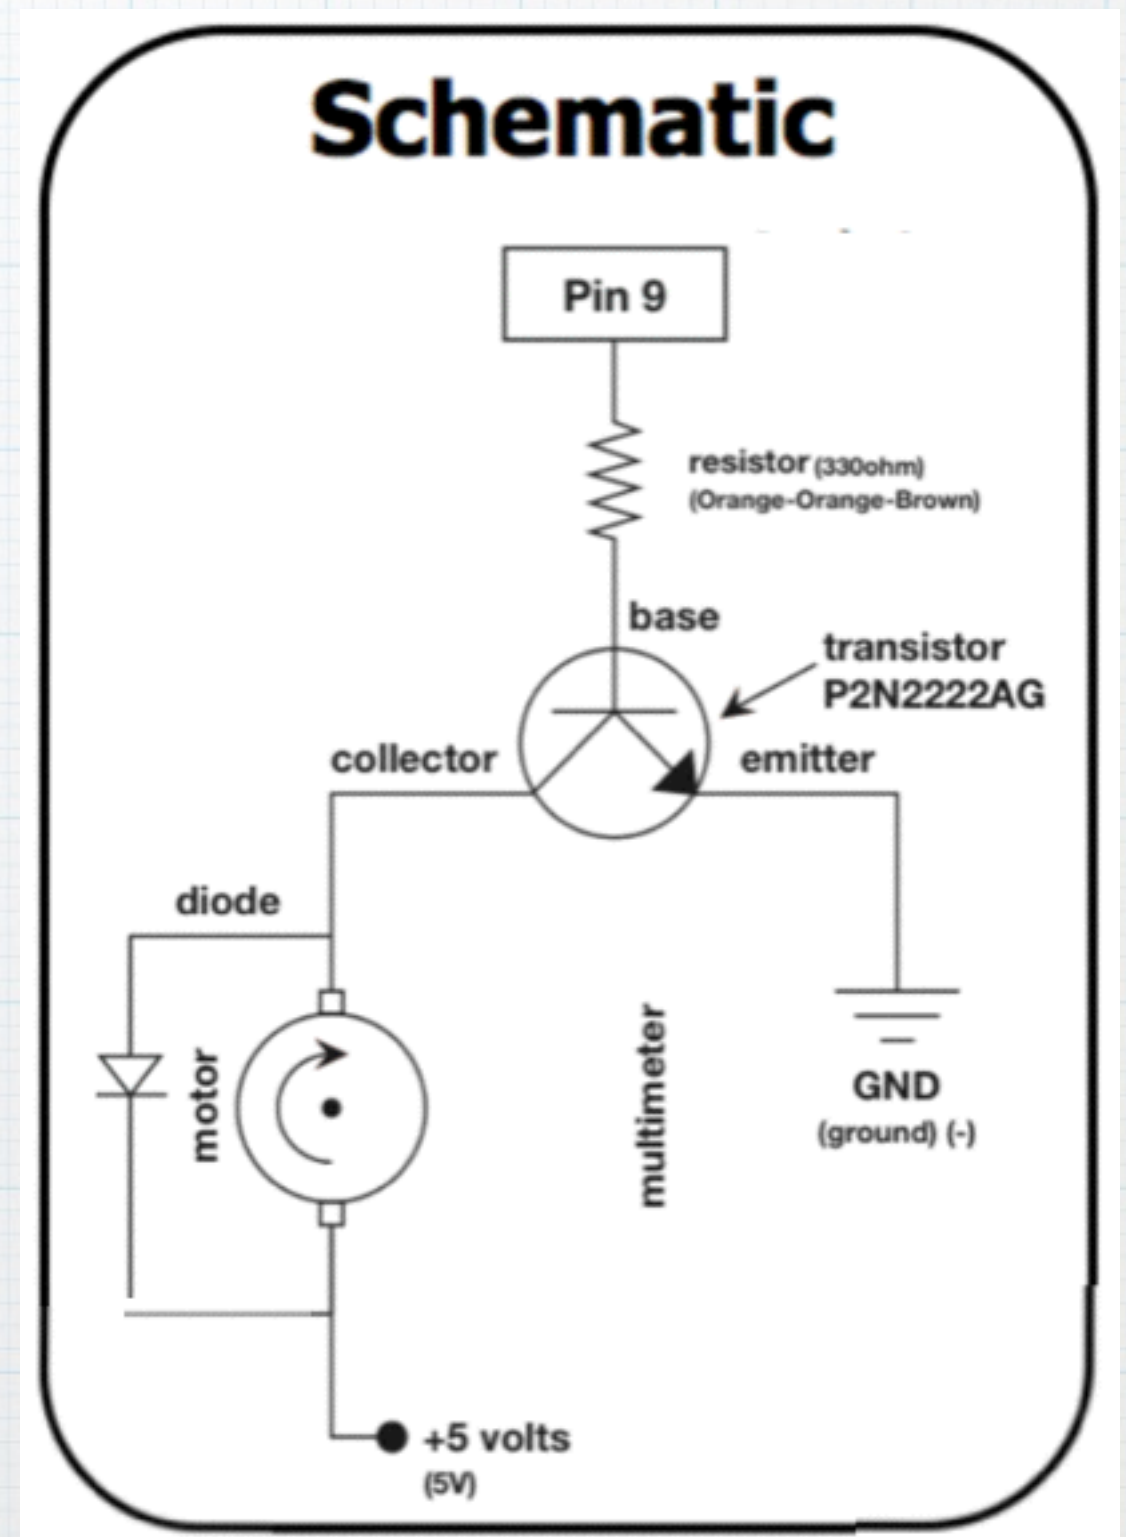 Schematic
Pin 9
resistor (330ohm)
(Orange-Orange-Brown)
base
transistor
P2N2222AG
collector
emitter
diode
motor
multimeter
GND
(ground) (-)
+5 volts
(5V)